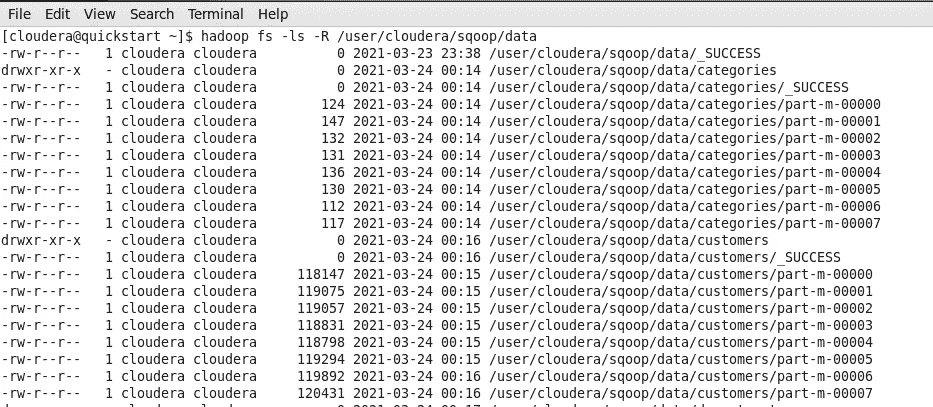 File Edit View Search Terminal Help
[cloudera@quickstart ~]$ hadoop fs -ls -R /user/cloudera/sqoop/data
-rw-r--r--   1 cloudera cloudera          0 2021-03-23 23:38 /user/cloudera/sqoop/data/_SUCCESS
drwxr-xr-x   - cloudera cloudera          0 2021-03-24 00:14 /user/cloudera/sqoop/data/categories
-rw-r--r--   1 cloudera cloudera          0 2021-03-24 00:14 /user/cloudera/sqoop/data/categories/_SUCCESS
-rw-r--r--   1 cloudera cloudera        124 2021-03-24 00:14 /user/cloudera/sqoop/data/categories/part-m-00000
-rw-r--r--   1 cloudera cloudera        147 2021-03-24 00:14 /user/cloudera/sqoop/data/categories/part-m-00001
-rw-r--r--   1 cloudera cloudera        132 2021-03-24 00:14 /user/cloudera/sqoop/data/categories/part-m-00002
-rw-r--r--   1 cloudera cloudera        131 2021-03-24 00:14 /user/cloudera/sqoop/data/categories/part-m-00003
-rw-r--r--   1 cloudera cloudera        136 2021-03-24 00:14 /user/cloudera/sqoop/data/categories/part-m-00004
-rw-r--r--   1 cloudera cloudera        130 2021-03-24 00:14 /user/cloudera/sqoop/data/categories/part-m-00005
-rw-r--r--   1 cloudera cloudera        112 2021-03-24 00:14 /user/cloudera/sqoop/data/categories/part-m-00006
-rw-r--r--   1 cloudera cloudera        117 2021-03-24 00:14 /user/cloudera/sqoop/data/categories/part-m-00007
drwxr-xr-x   - cloudera cloudera          0 2021-03-24 00:16 /user/cloudera/sqoop/data/customers
-rw-r--r--   1 cloudera cloudera          0 2021-03-24 00:16 /user/cloudera/sqoop/data/customers/_SUCCESS
-rw-r--r--   1 cloudera cloudera     118147 2021-03-24 00:15 /user/cloudera/sqoop/data/customers/part-m-00000
-rw-r--r--   1 cloudera cloudera     119075 2021-03-24 00:15 /user/cloudera/sqoop/data/customers/part-m-00001
-rw-r--r--   1 cloudera cloudera     119057 2021-03-24 00:15 /user/cloudera/sqoop/data/customers/part-m-00002
-rw-r--r--   1 cloudera cloudera     118831 2021-03-24 00:15 /user/cloudera/sqoop/data/customers/part-m-00003
-rw-r--r--   1 cloudera cloudera     118798 2021-03-24 00:15 /user/cloudera/sqoop/data/customers/part-m-00004
-rw-r--r--   1 cloudera cloudera     119294 2021-03-24 00:15 /user/cloudera/sqoop/data/customers/part-m-00005
-rw-r--r--   1 cloudera cloudera     119892 2021-03-24 00:16 /user/cloudera/sqoop/data/customers/part-m-00006
-rw-r--r--   1 cloudera cloudera     120431 2021-03-24 00:16 /user/cloudera/sqoop/data/customers/part-m-00007